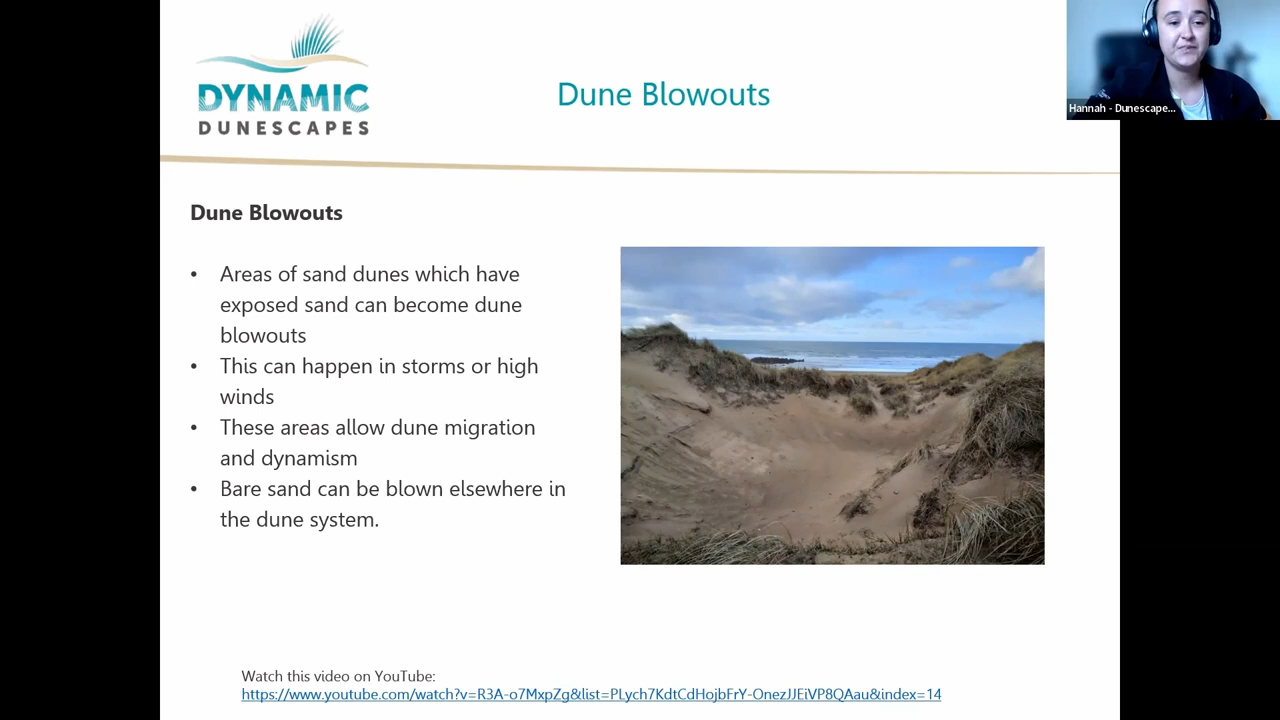 DYNAMIC
DUNESCAPES
Dune Blowouts
Hannah - Dunescape...
Dune Blowouts
• Areas of sand dunes which have
exposed sand can become dune
blowouts
• This can happen in storms or high
winds
• These areas allow dune migration
and dynamism
• Bare sand can be blown elsewhere in
the dune system.
Watch this video on YouTube:
https://www.youtube.com/watch?v=R3A-o7MxpZg&list=PLych7KdtCdHojbFrY-OnezJJEiVP8QAau&index=14